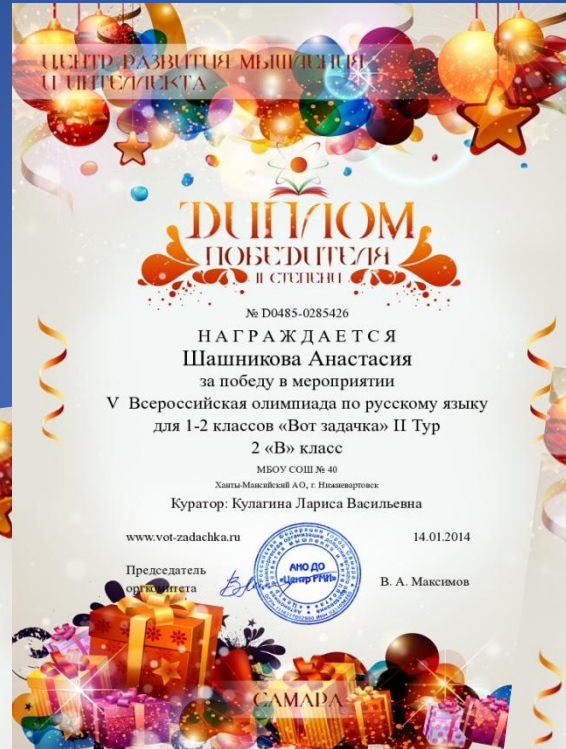 ЦЕНТР РАЗВИТИЯ МЫШЛЕНИЯ
И ИНТЕЛЛЕКТА
ДИПЛОМ
ПОБЕДИТЕЛЯ
II СТЕПЕНИ
№ D0485-0285426
НАГРАЖДАЕТСЯ
Шашникова Анастасия
за победу в мероприятии
V Всероссийская олимпиада по русскому языку
для 1-2 классов «Вот задачка» II Тур
2 «В» класс
МБОУ СОШ № 40
Ханты-Мансийский АО, г. Нижневартовск
Куратор: Кулагина Лариса Васильевна
www.vot-zadachka.ru 14.01.2014
Председатель
оргкомитета
В. А. Максимов
АНО ДО
«Центр РМИ»
САМАРА